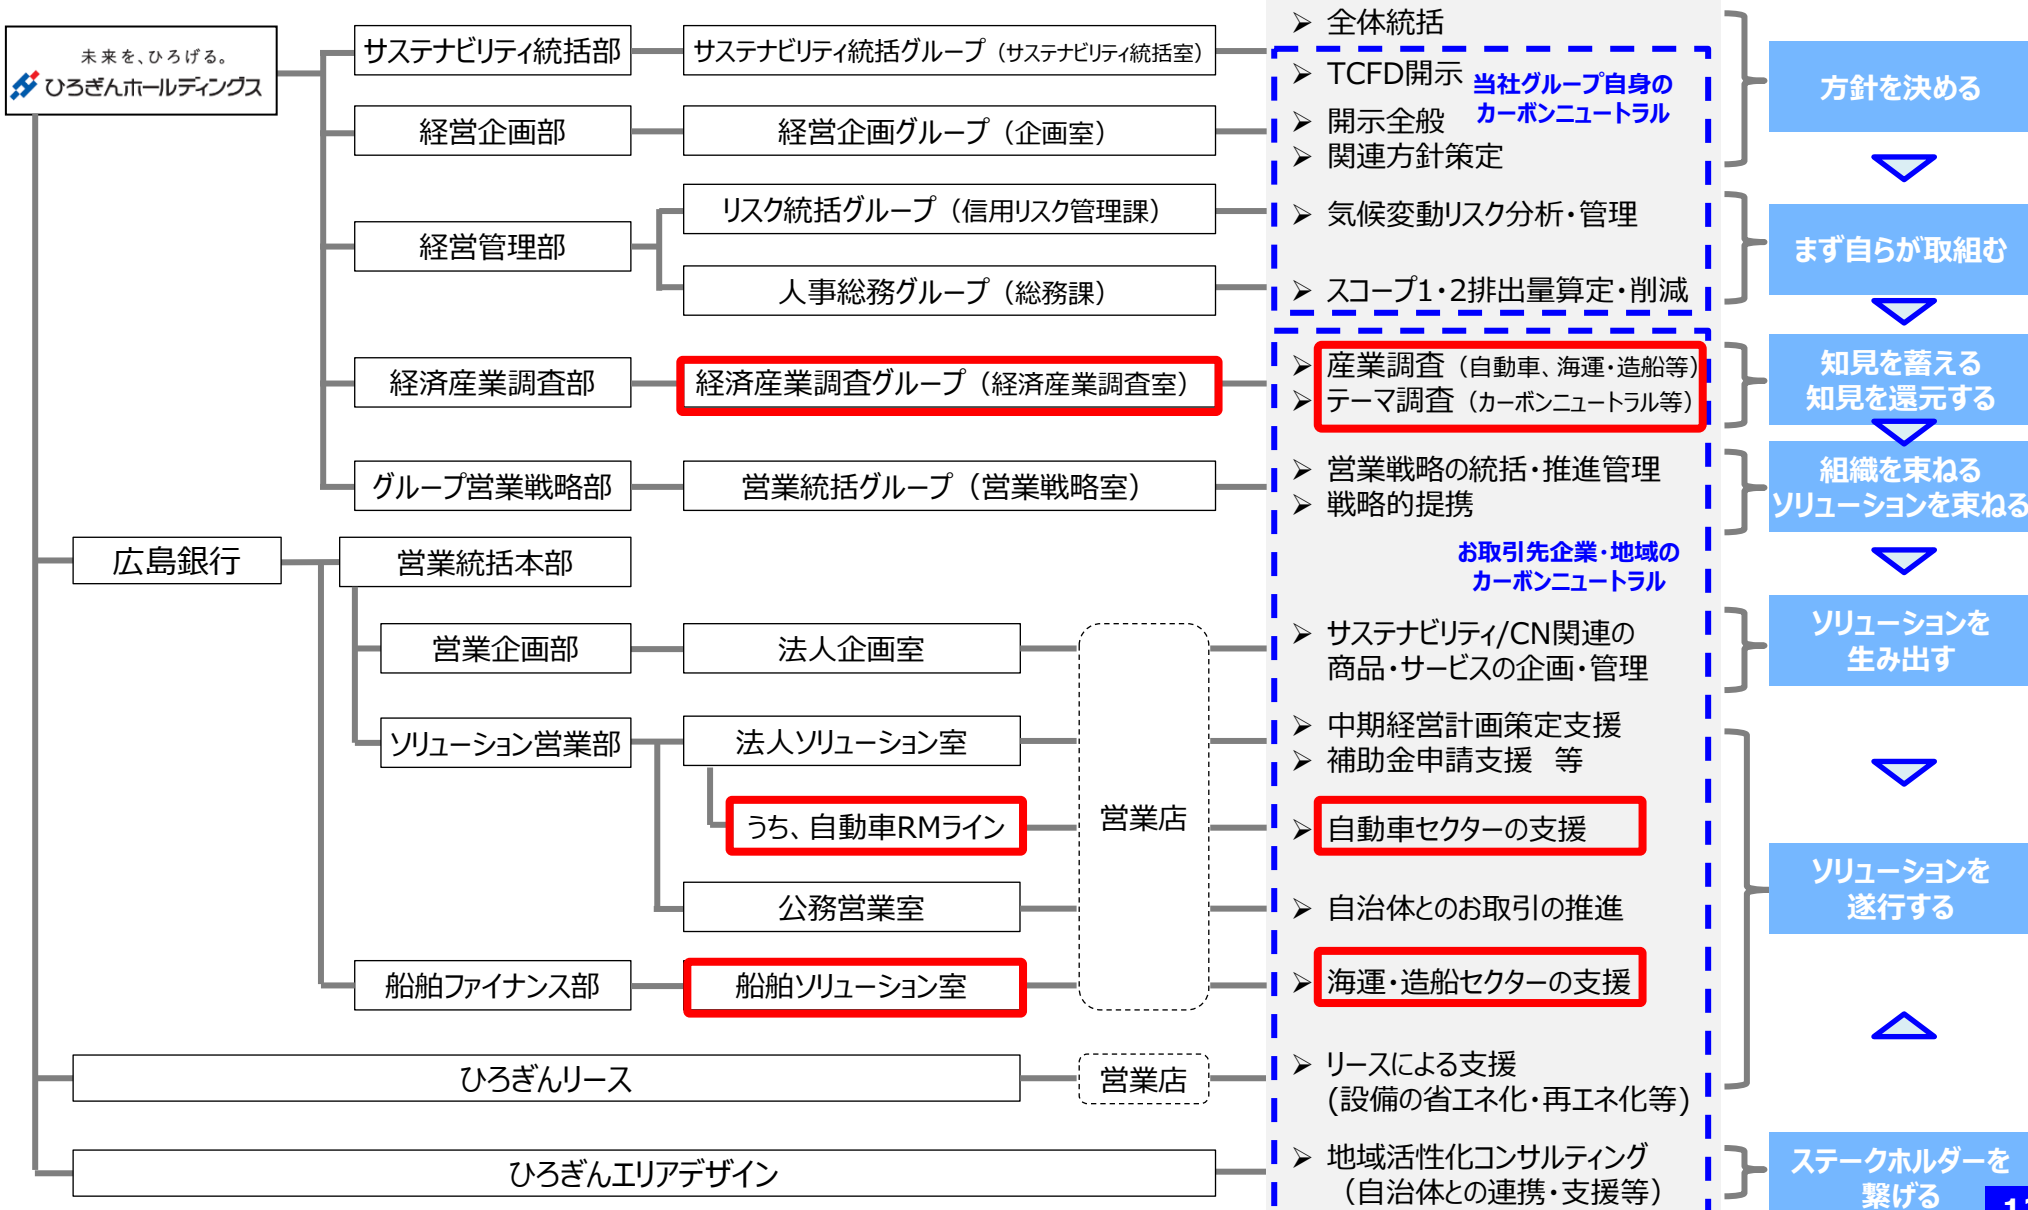 未来を、ひろげる。
ひろぎんホールディングス
サステナビリティ統括部
サステナビリティ統括グループ（サステナビリティ統括室）
➢ 全体統括
➢ TCFD開示
当社グループ自身の
カーボンニュートラル
方針を決める
経営企画部
経営企画グループ（企画室）
➢ 開示全般
➢ 関連方針策定
経営管理部
リスク統括グループ（信用リスク管理課）
➢ 気候変動リスク分析・管理
まず自らが取組む
人事総務グループ（総務課）
➢ スコープ1・2排出量算定・削減
経済産業調査部
経済産業調査グループ（経済産業調査室）
➢ 産業調査（自動車、海運・造船等）
➢ テーマ調査（カーボンニュートラル等）
知見を蓄える
知見を還元する
グループ営業戦略部
営業統括グループ（営業戦略室）
➢ 営業戦略の統括・推進管理
➢ 戦略的提携
組織を束ねる
ソリューションを束ねる
お取引先企業・地域の
カーボンニュートラル
広島銀行
営業統括本部
営業企画部
法人企画室
➢ サステナビリティ/CN関連の
商品・サービスの企画・管理
ソリューションを
生み出す
ソリューション営業部
法人ソリューション室
➢ 中期経営計画策定支援
➢ 補助金申請支援　等
うち、自動車RMライン
営業店
➢ 自動車セクターの支援
公務営業室
➢ 自治体とのお取引の推進
ソリューションを
遂行する
船舶ファイナンス部
船舶ソリューション室
➢ 海運・造船セクターの支援
ひろぎんリース
営業店
➢ リースによる支援
(設備の省エネ化・再エネ化等)
ひろぎんエリアデザイン
➢ 地域活性化コンサルティング
（自治体との連携・支援等）
ステークホルダーを
繋げる